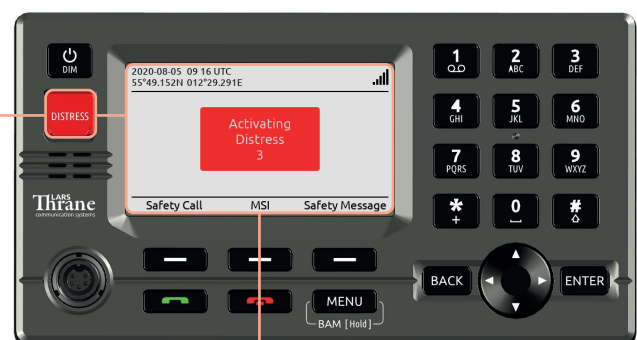 DIM
DISTRESS
2020-08-05 09 16 UTC
55°49.152N 012°29.291E
Activating
Distress
3
Safety Call MSI Safety Message
LARS
Thrane
communication systems
1
2 ABC
3 DEF
4 GHI
5 JKL
6 MNO
7 PQRS
8 TUV
9 WXYZ
* +
0
#
BACK
ENTER
MENU
BAM [Hold]